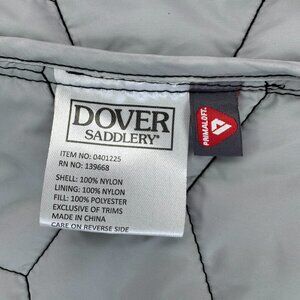 DOVER
SADDLERY
ITEM NO: 0401225
RN NO: 139668
SHELL: 100% NYLON
LINING: 100% NYLON
FILL: 100% POLYESTER
EXCLUSIVE OF TRIMS
MADE IN CHINA
CARE ON REVERSE SIDE
PRIMALOFT